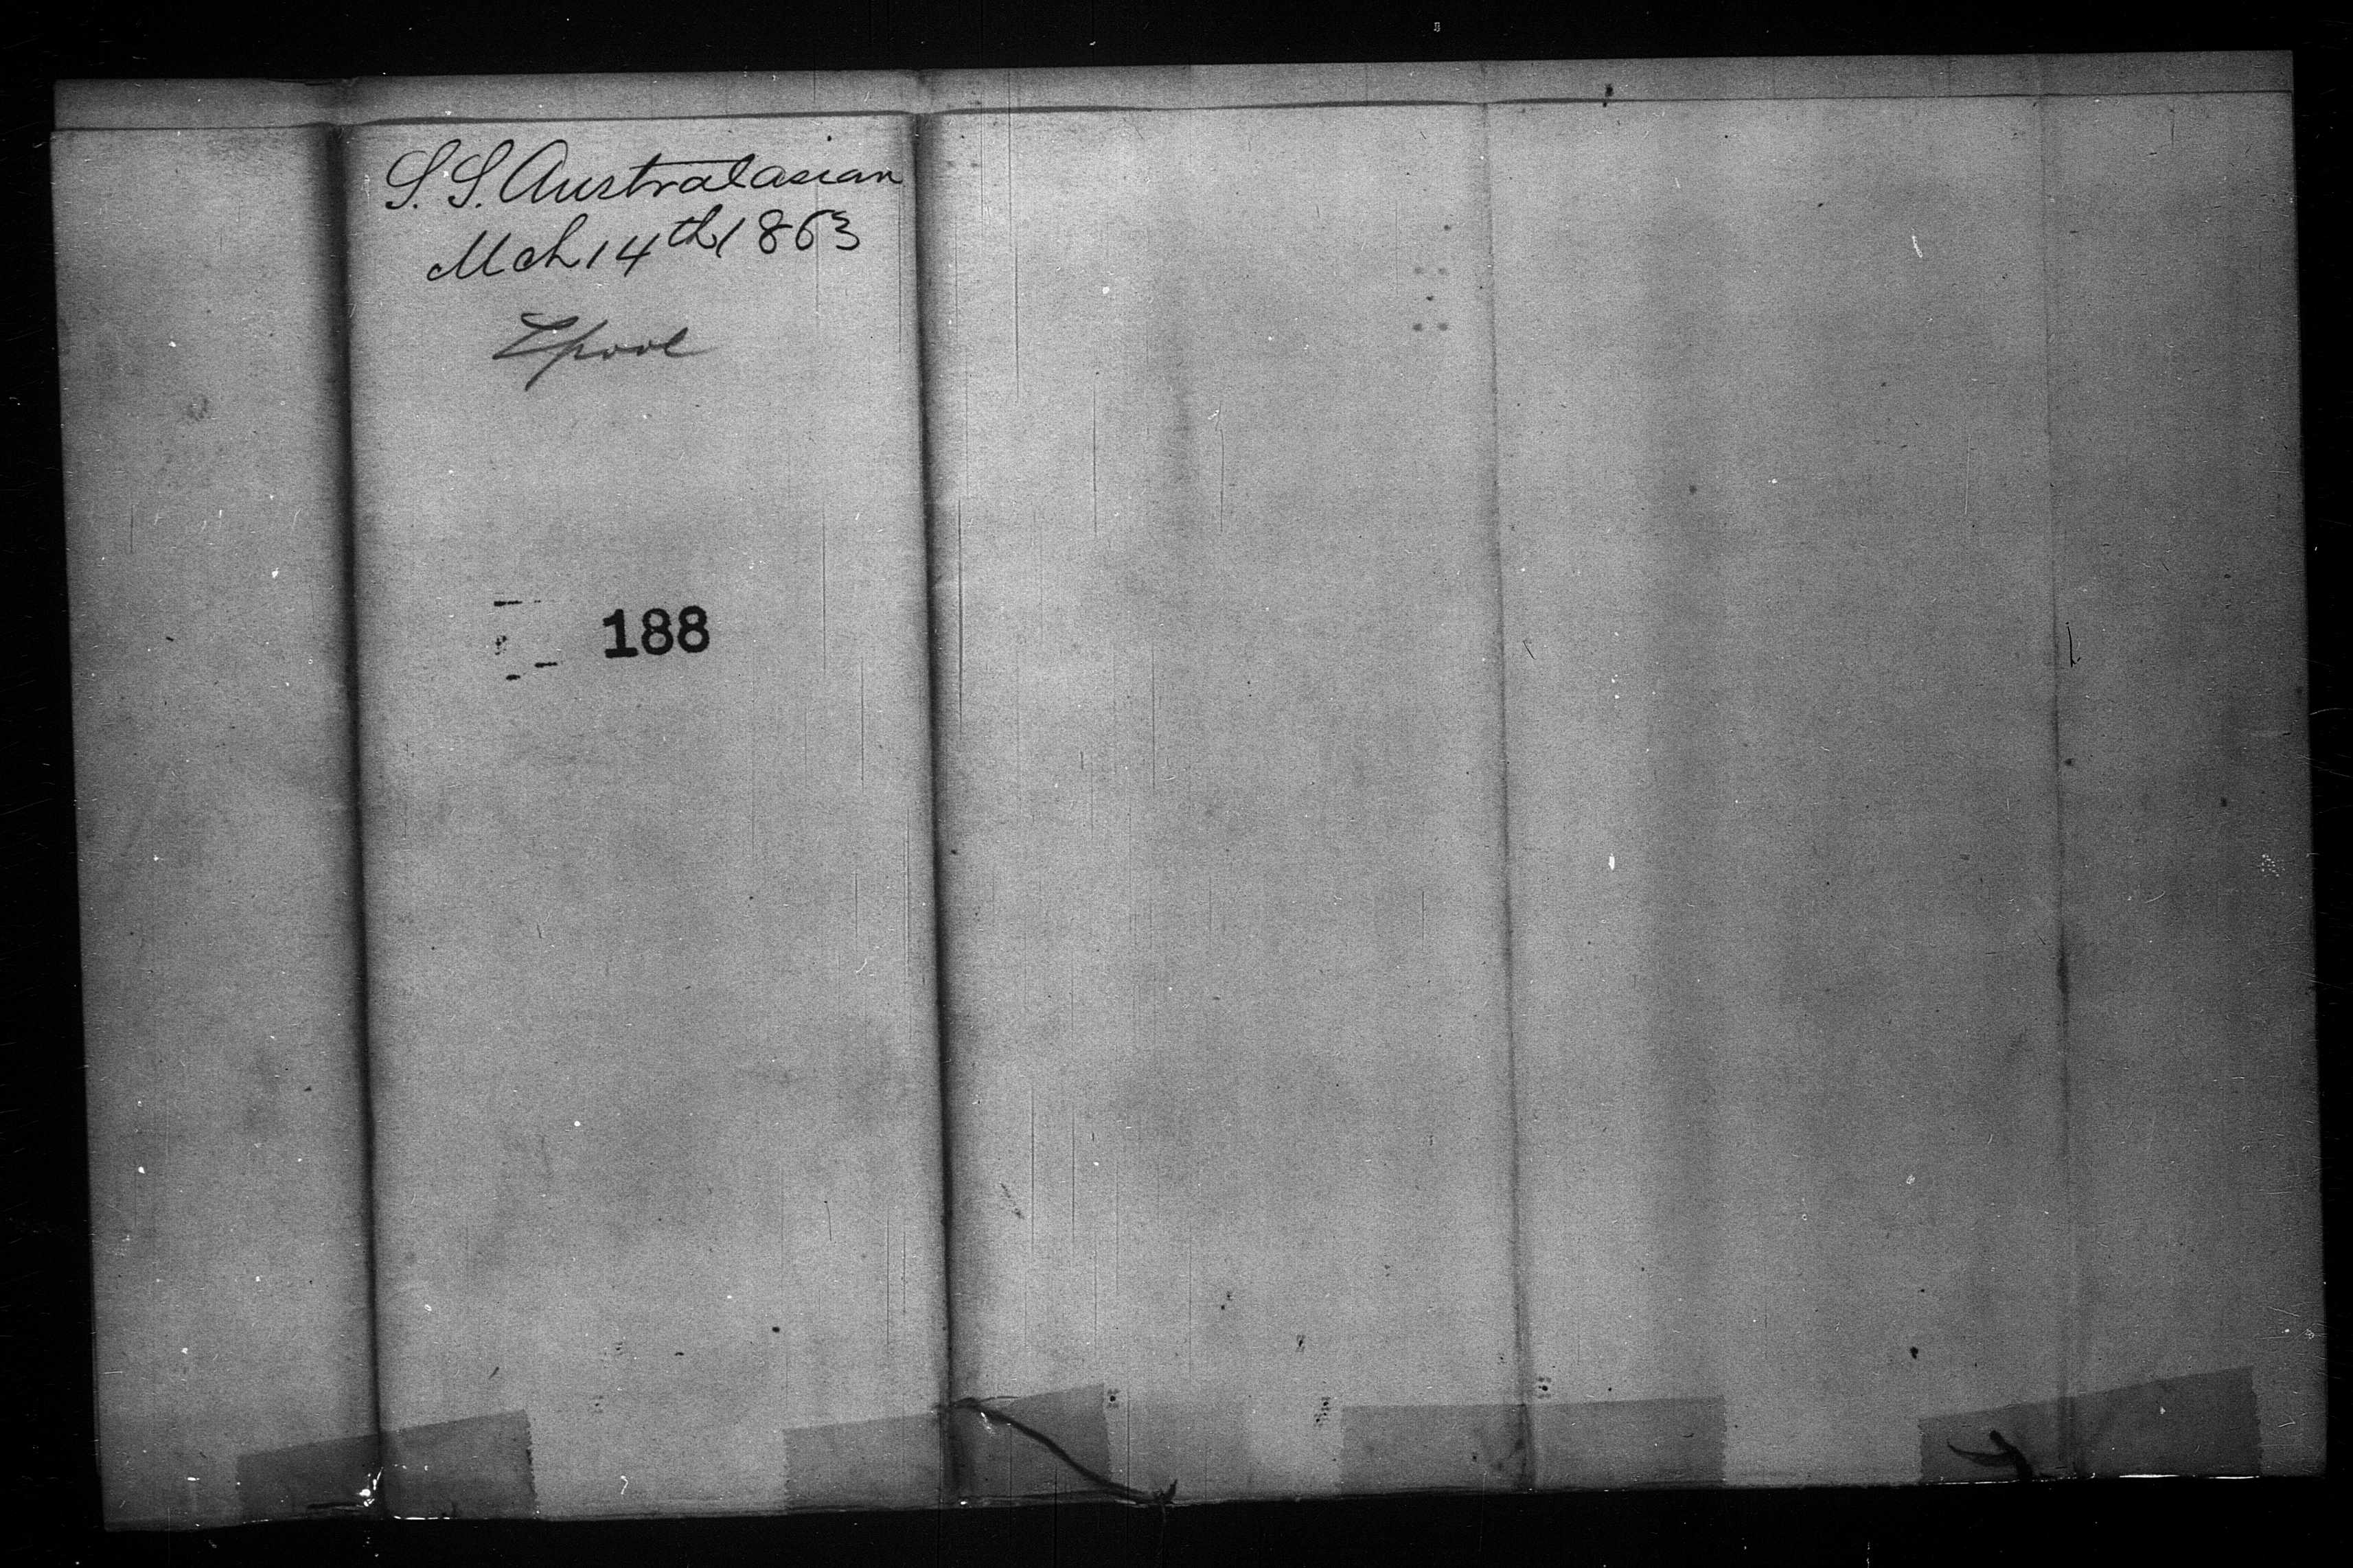 S. S. Australasian
Mch 14th 1863
Lpool
188